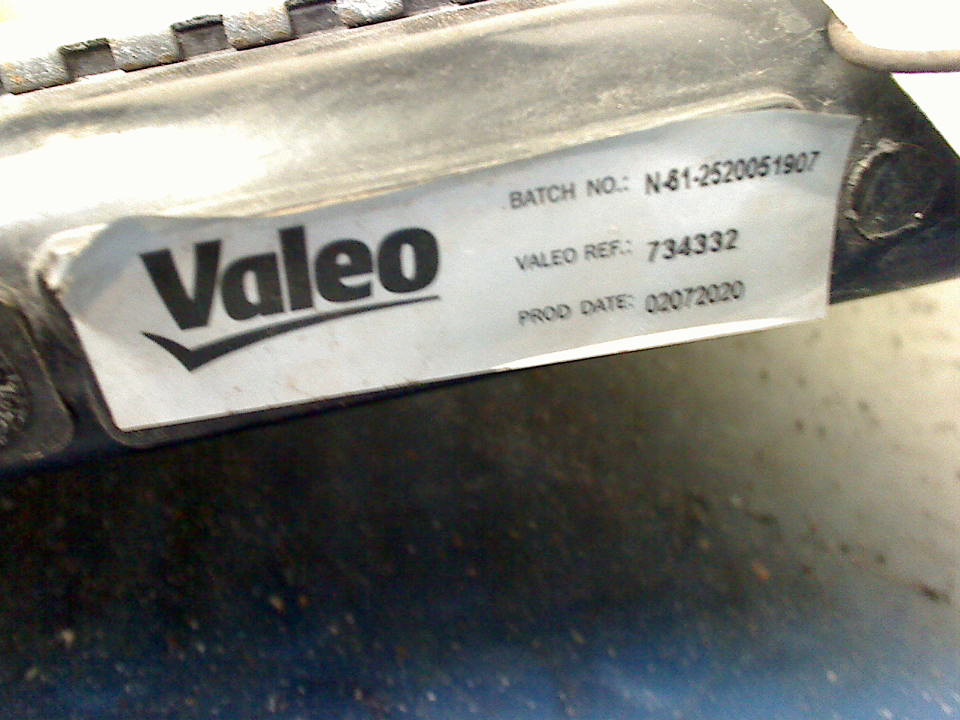 Valeo
BATCH NO.: N-81-2520051907
VALEO REF.: 734332
PROD DATE: 02072020